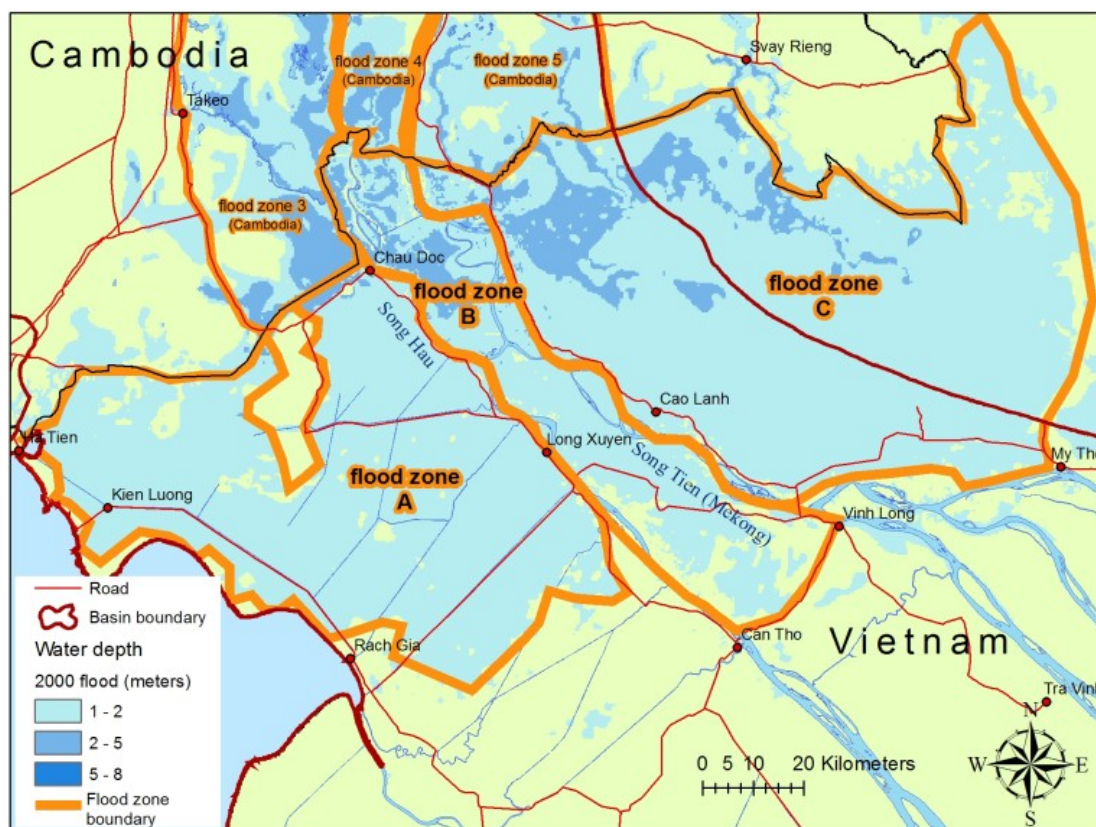 Cambodia
Svay Rieng
flood zone 4
(Cambodia)
flood zone 5
(Cambodia)
Takeo
flood zone 3
(Cambodia)
Chau Doc
flood zone
B
flood zone
C
Song Hau
Cao Lanh
Ha Tien
Long Xuyen
My Tho
flood zone
A
Song Tien (Mekong)
Kien Luong
Vinh Long
Can Tho
Vietnam
Rach Gia
Tra Vinh
Road
Basin boundary
Water depth
2000 flood (meters)
1 - 2
2 - 5
5 - 8
Flood zone
boundary
0 5 10 20 Kilometers
N
W
E
S